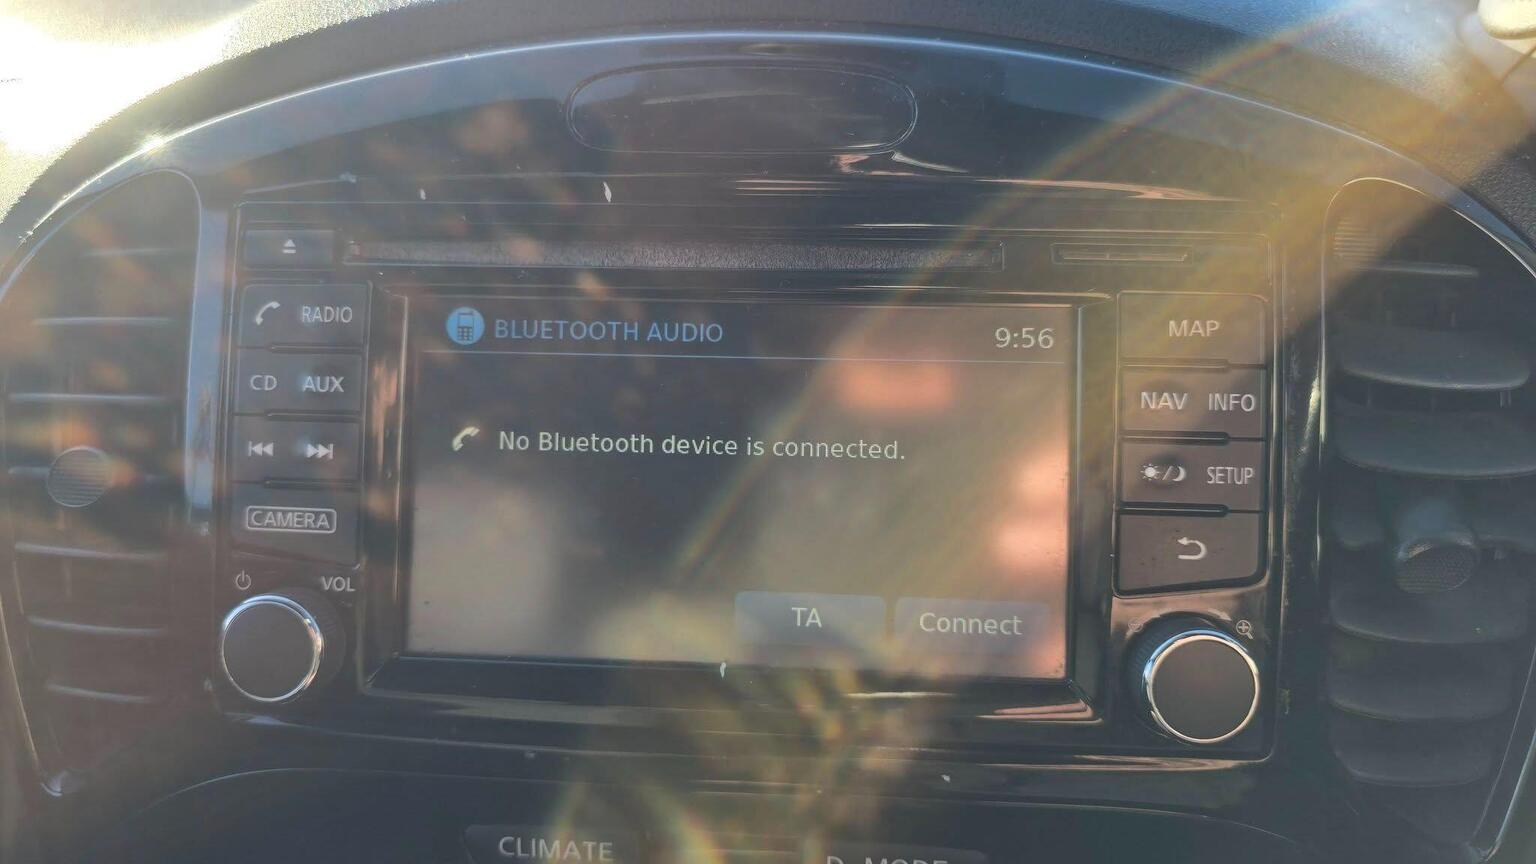 RADIO
CD AUX
CAMERA
VOL
BLUETOOTH AUDIO 9:56
No Bluetooth device is connected.
TA Connect
MAP
NAV INFO
SETUP
CLIMATE D-MODE